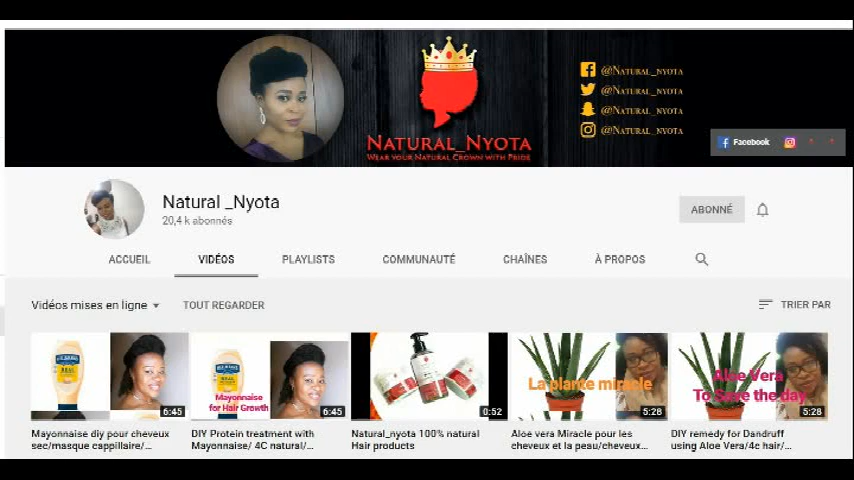 @Natural_nyota
@Natural_nyota
@Natural_nyota
@Natural_nyota
Natural_Nyota
Wear your Natural Crown with Pride
Facebook
Natural _Nyota
20,4 k abonnés
ABONNÉ
ACCUEIL VIDÉOS PLAYLISTS COMMUNAUTÉ CHAÎNES À PROPOS
Vidéos mises en ligne TOUT REGARDER TRIER PAR
REAL
6:45
Mayonnaise
for Hair Growth
6:45
0:52
La plante miracle
5:28
Aloe Vera
To Save the day
5:28
Mayonnaise diy pour cheveux
sec/masque cappillaire/...
DIY Protein treatment with
Mayonnaise/ 4C natural/...
Natural_nyota 100% natural
Hair products
Aloe vera Miracle pour les
cheveux et la peau/cheveux...
DIY remedy for Dandruff
using Aloe Vera/4c hair/...